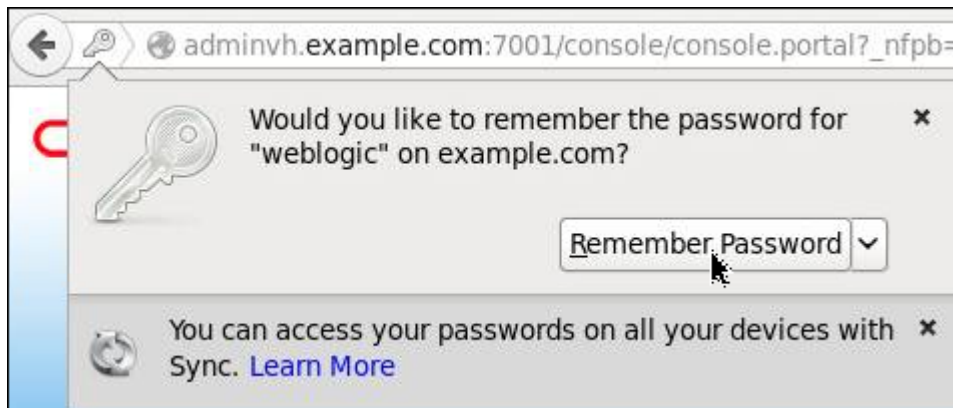 adminvh.example.com:7001/console/console.portal?_nfpb=
Would you like to remember the password for
"weblogic" on example.com?
Remember Password
You can access your passwords on all your devices with
Sync. Learn More